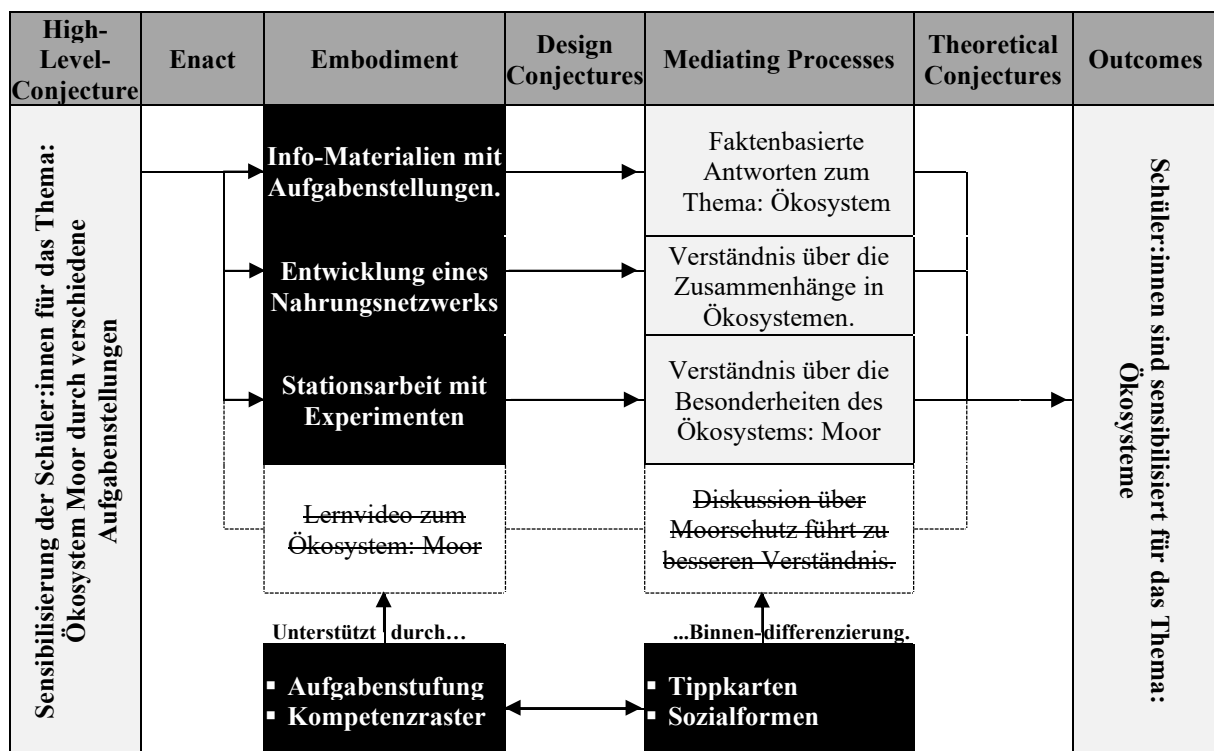 High-
Level-
Conjecture
Enact
Embodiment
Design
Conjectures
Mediating Processes
Theoretical
Conjectures
Outcomes
Sensibilisierung der Schüler:innen für das Thema:
Ökosystem Moor durch verschiedene
Aufgabenstellungen
Info-Materialien mit
Aufgabenstellungen.
Faktenbasierte
Antworten zum
Thema: Ökosystem
Entwicklung eines
Nahrungsnetzwerks
Verständnis über die
Zusammenhänge in
Ökosystemen.
Stationsarbeit mit
Experimenten
Verständnis über die
Besonderheiten des
Ökosystems: Moor
Lernvideo zum
Ökosystem: Moor
Diskussion über
Moorschutz führt zu
besseren Verständnis.
Unterstützt durch…
...Binnen-differenzierung.
▪ Aufgabenstufung
▪ Kompetenzraster
▪ Tippkarten
▪ Sozialformen
Schüler:innen sind sensibilisiert für das Thema:
Ökosysteme